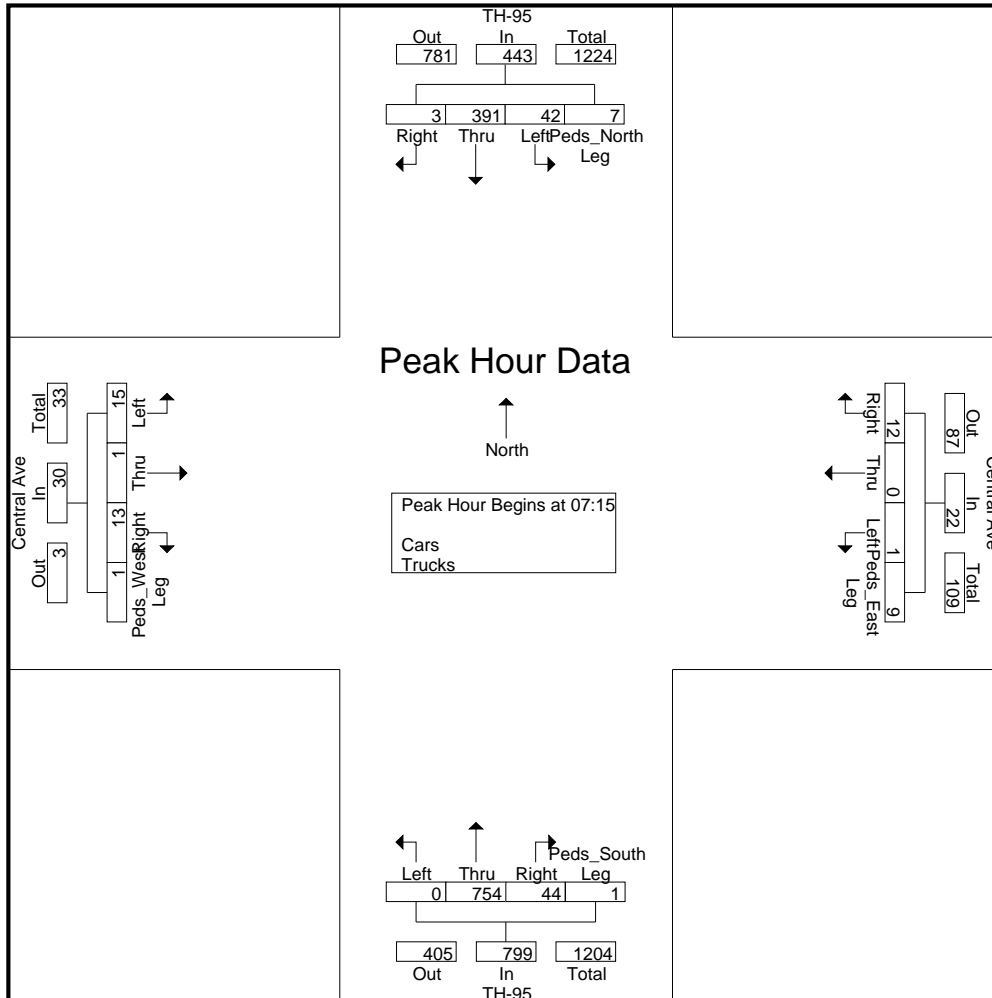 TH-95
Out In Total
781 443 1224
3 391 42 7
Right Thru Left Peds_North
Leg
Peak Hour Data
North
Peak Hour Begins at 07:15
Cars
Trucks
Central Ave
Total In Out
33 30 3
15 1 13 1
Left Thru Right Peds_West
Leg
Central Ave
Out In Total
87 22 109
12 0 1 9
Right Thru Left Peds_East
Leg
Peds_South
Left Thru Right Leg
0 754 44 1
405 799 1204
Out In Total
TH-95